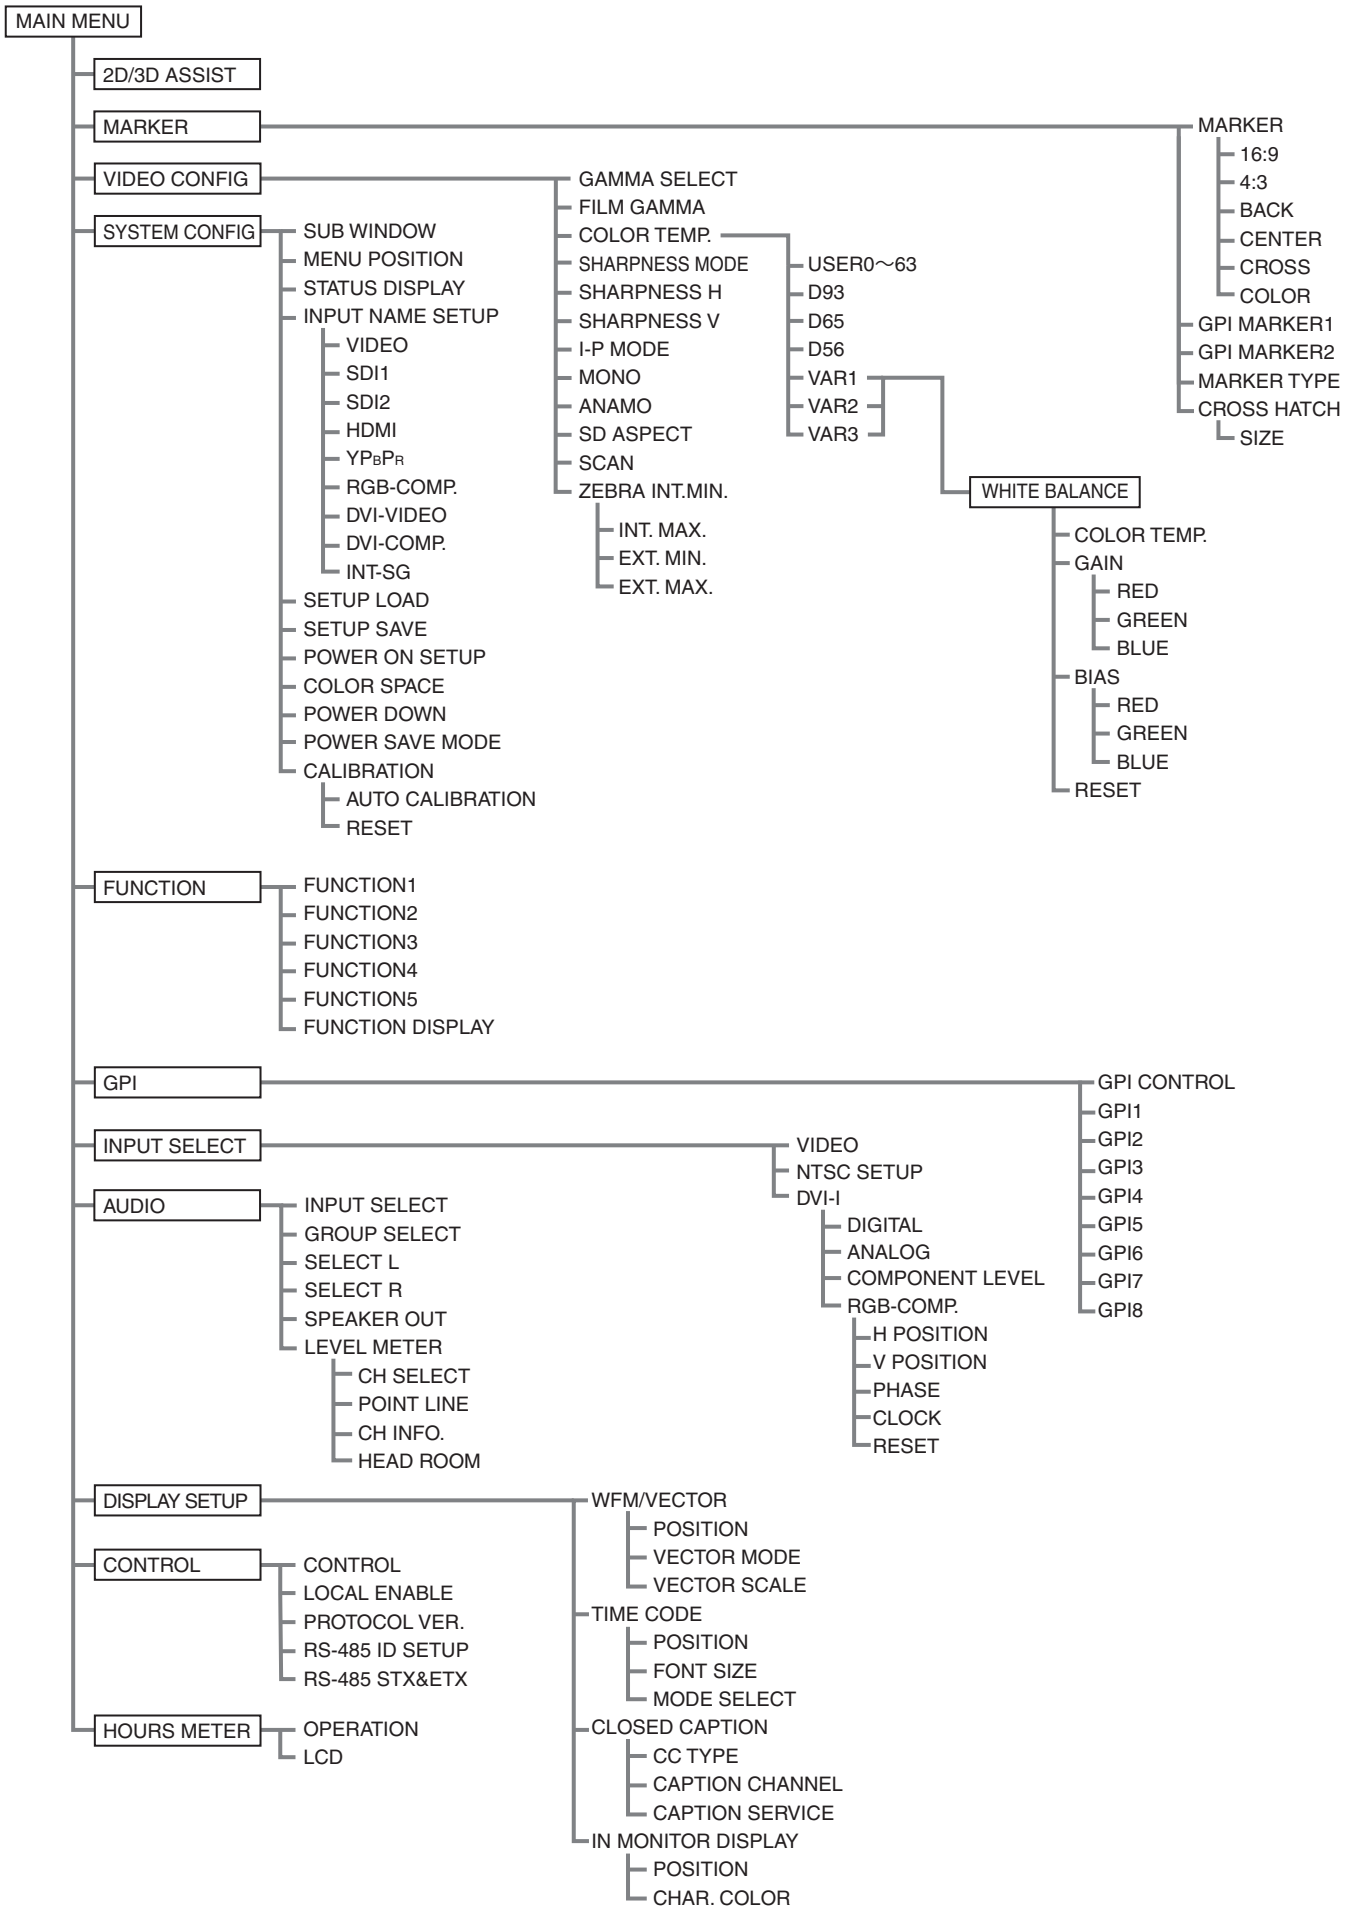 MAIN MENU
2D/3D ASSIST
MARKER
MARKER
16:9
4:3
BACK
CENTER
CROSS
COLOR
GPI MARKER1
GPI MARKER2
MARKER TYPE
CROSS HATCH
SIZE
VIDEO CONFIG
GAMMA SELECT
FILM GAMMA
COLOR TEMP.
USER0～63
D93
D65
D56
VAR1
VAR2
VAR3
WHITE BALANCE
COLOR TEMP.
GAIN
RED
GREEN
BLUE
BIAS
RED
GREEN
BLUE
RESET
SHARPNESS MODE
SHARPNESS H
SHARPNESS V
I-P MODE
MONO
ANAMO
SD ASPECT
SCAN
ZEBRA INT.MIN.
INT. MAX.
EXT. MIN.
EXT. MAX.
SYSTEM CONFIG
SUB WINDOW
MENU POSITION
STATUS DISPLAY
INPUT NAME SETUP
VIDEO
SDI1
SDI2
HDMI
YPBPR
RGB-COMP.
DVI-VIDEO
DVI-COMP.
INT-SG
SETUP LOAD
SETUP SAVE
POWER ON SETUP
COLOR SPACE
POWER DOWN
POWER SAVE MODE
CALIBRATION
AUTO CALIBRATION
RESET
FUNCTION
FUNCTION1
FUNCTION2
FUNCTION3
FUNCTION4
FUNCTION5
FUNCTION DISPLAY
GPI
GPI CONTROL
GPI1
GPI2
GPI3
GPI4
GPI5
GPI6
GPI7
GPI8
INPUT SELECT
VIDEO
NTSC SETUP
DVI-I
DIGITAL
ANALOG
COMPONENT LEVEL
RGB-COMP.
H POSITION
V POSITION
PHASE
CLOCK
RESET
AUDIO
INPUT SELECT
GROUP SELECT
SELECT L
SELECT R
SPEAKER OUT
LEVEL METER
CH SELECT
POINT LINE
CH INFO.
HEAD ROOM
DISPLAY SETUP
WFM/VECTOR
POSITION
VECTOR MODE
VECTOR SCALE
TIME CODE
POSITION
FONT SIZE
MODE SELECT
CLOSED CAPTION
CC TYPE
CAPTION CHANNEL
CAPTION SERVICE
IN MONITOR DISPLAY
POSITION
CHAR. COLOR
CONTROL
CONTROL
LOCAL ENABLE
PROTOCOL VER.
RS-485 ID SETUP
RS-485 STX&ETX
HOURS METER
OPERATION
LCD